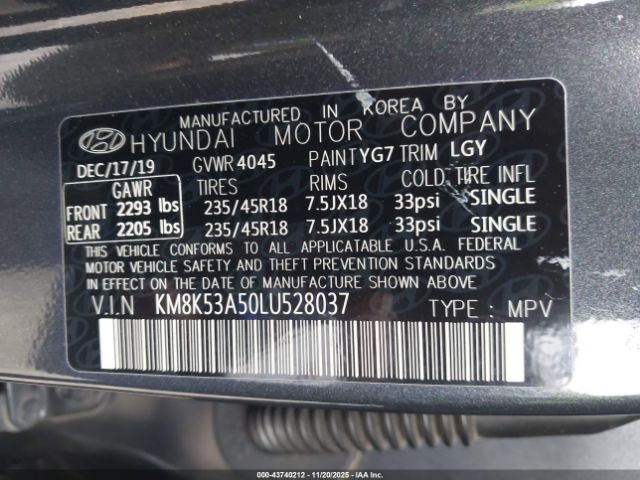 MANUFACTURED IN KOREA BY
HYUNDAI MOTOR COMPANY
DEC/17/19 GVWR 4045 PAINT YG7 TRIM LGY
GAWR TIRES RIMS COLD TIRE INFL
FRONT 2293 lbs 235/45R18 7.5JX18 33psi SINGLE
REAR 2205 lbs 235/45R18 7.5JX18 33psi SINGLE
THIS VEHICLE CONFORMS TO ALL APPLICATABLE U.S.A. FEDERAL
MOTOR VEHICLE SAFETY AND THEFT PREVENTION STANDARDS
IN EFFECT ON THE DATE OF MANUFACTURE SHOWN ABOVE
V.I.N KM8K53A50LU528037 TYPE : MPV
000-43740212 — 11/20/2025 — Copyright © IAA, Inc.